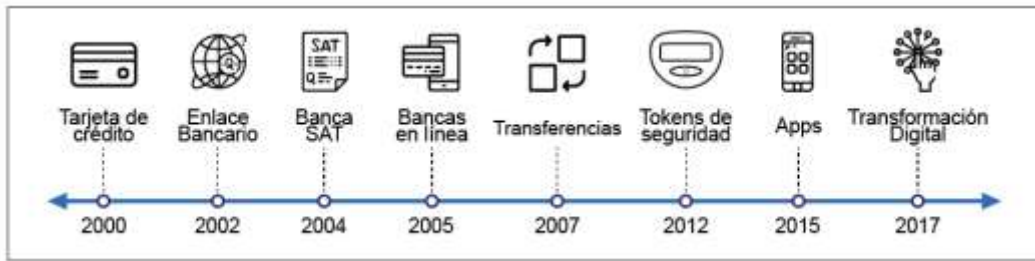 SAT
Tarjeta de
crédito
Enlace
Bancario
Banca
SAT
Bancas
en línea
Transferencias
Tokens de
seguridad
Apps
Transformación
Digital
2000
2002
2004
2005
2007
2012
2015
2017